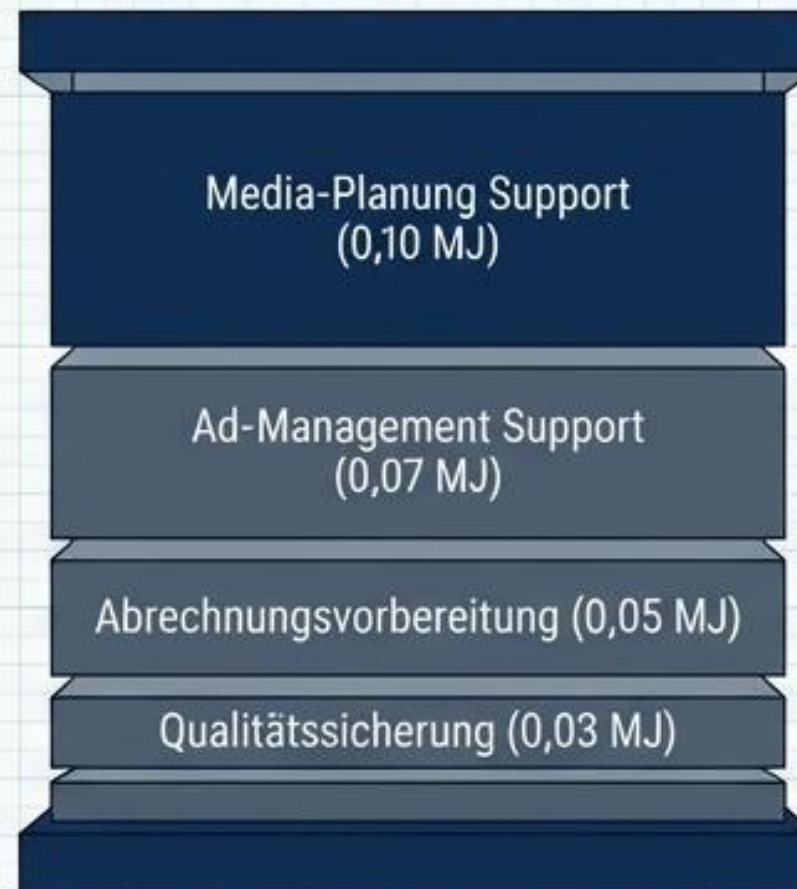 Media-Planung Support
(0,10 MJ)
Ad-Management Support
(0,07 MJ)
Abrechnungsvorbereitung (0,05 MJ)
Qualitätssicherung (0,03 MJ)